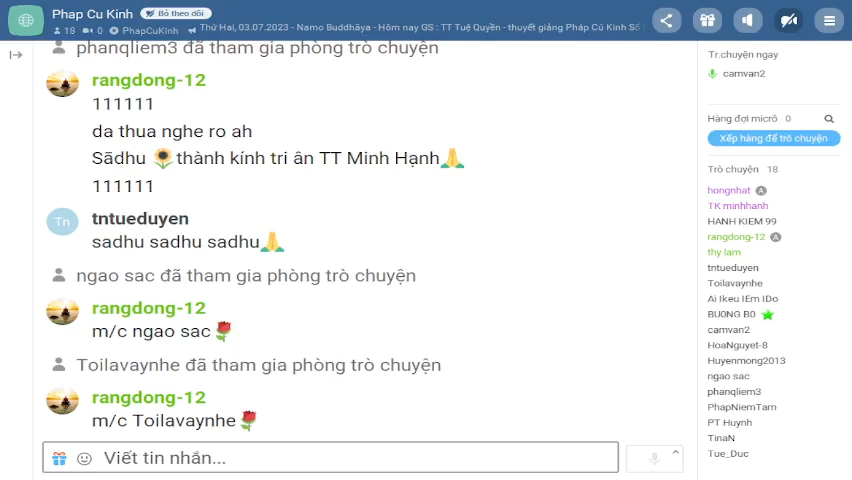 Phap Cu Kinh Bỏ theo dõi
18 0 PhapCuKinh Thứ Hai, 03.07.2023 - Namo Buddhāya - Hôm nay GS : TT Tuệ Quyền - thuyết giảng Pháp Cú Kinh Số
phanqliem3 đã tham gia phòng trò chuyện
rangdong-12
111111
da thua nghe ro ah
Sādhu 🌻thành kính tri ân TT Minh Hạnh🙏
111111
Tn
tntueduyen
sadhu sadhu sadhu🙏
ngao sac đã tham gia phòng trò chuyện
rangdong-12
m/c ngao sac🌹
Toilavaynhe đã tham gia phòng trò chuyện
rangdong-12
m/c Toilavaynhe🌹
Viết tin nhắn...
Tr.chuyện ngay
camvan2
Hàng đợi micrô 0
Xếp hàng để trò chuyện
Trò chuyện 18
hongnhat A
TK minhhanh
HANH KIEM 99
rangdong-12 A
thy lam
tntueduyen
Toilavaynhe
Ai Ikeu IEm IDo
BU0NG B0
camvan2
HoaNguyet-8
Huyenmong2013
ngao sac
phanqliem3
PhapNiemTam
PT Huynh
TinaN
Tue_Duc